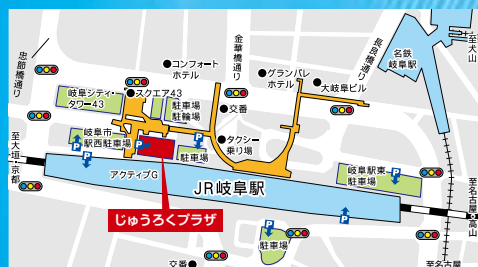 忠節橋通り
金華橋通り
長良橋通り
至犬山
名鉄
岐阜駅
コンフォート
ホテル
グランパレ
ホテル
大岐阜ビル
岐阜シティ・
タワー43
スクエア43
駐車場
駐輪場
交番
岐阜市
駅西駐車場
P
P
P
駐車場
タクシー
乗り場
至大垣・京都
アクティブG
JR岐阜駅
岐阜駅東
駐車場
P
至名古屋・高山
じゅうろくプラザ
P
P
駐車場
交番
至名古屋